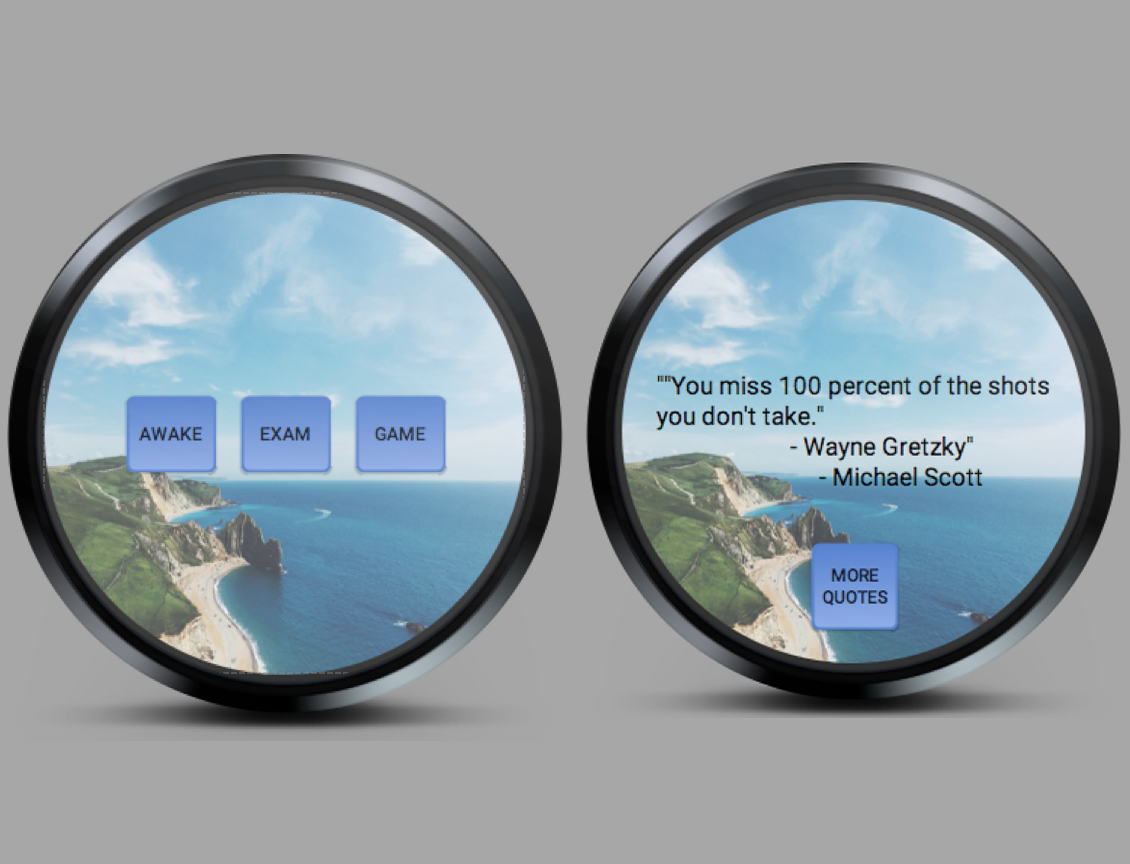 AWAKE
EXAM
GAME
""You miss 100 percent of the shots
you don't take."
- Wayne Gretzky"
- Michael Scott
MORE
QUOTES